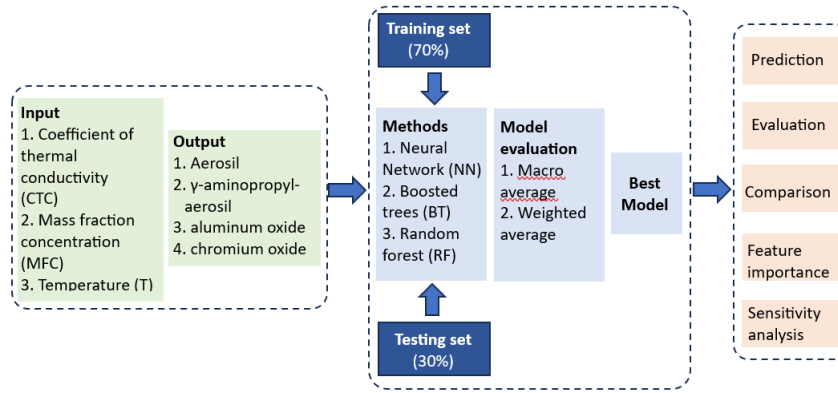 Input
1. Coefficient of
thermal
conductivity
(CTC)
2. Mass fraction
concentration
(MFC)
3. Temperature (T)
Output
1. Aerosil
2. γ-aminopropyl-
aerosil
3. aluminum oxide
4. chromium oxide
Training set
(70%)
Methods
1. Neural
Network (NN)
2. Boosted
trees (BT)
3. Random
forest (RF)
Model
evaluation
1. Macro
average
2. Weighted
average
Best
Model
Testing set
(30%)
Prediction
Evaluation
Comparison
Feature
importance
Sensitivity
analysis